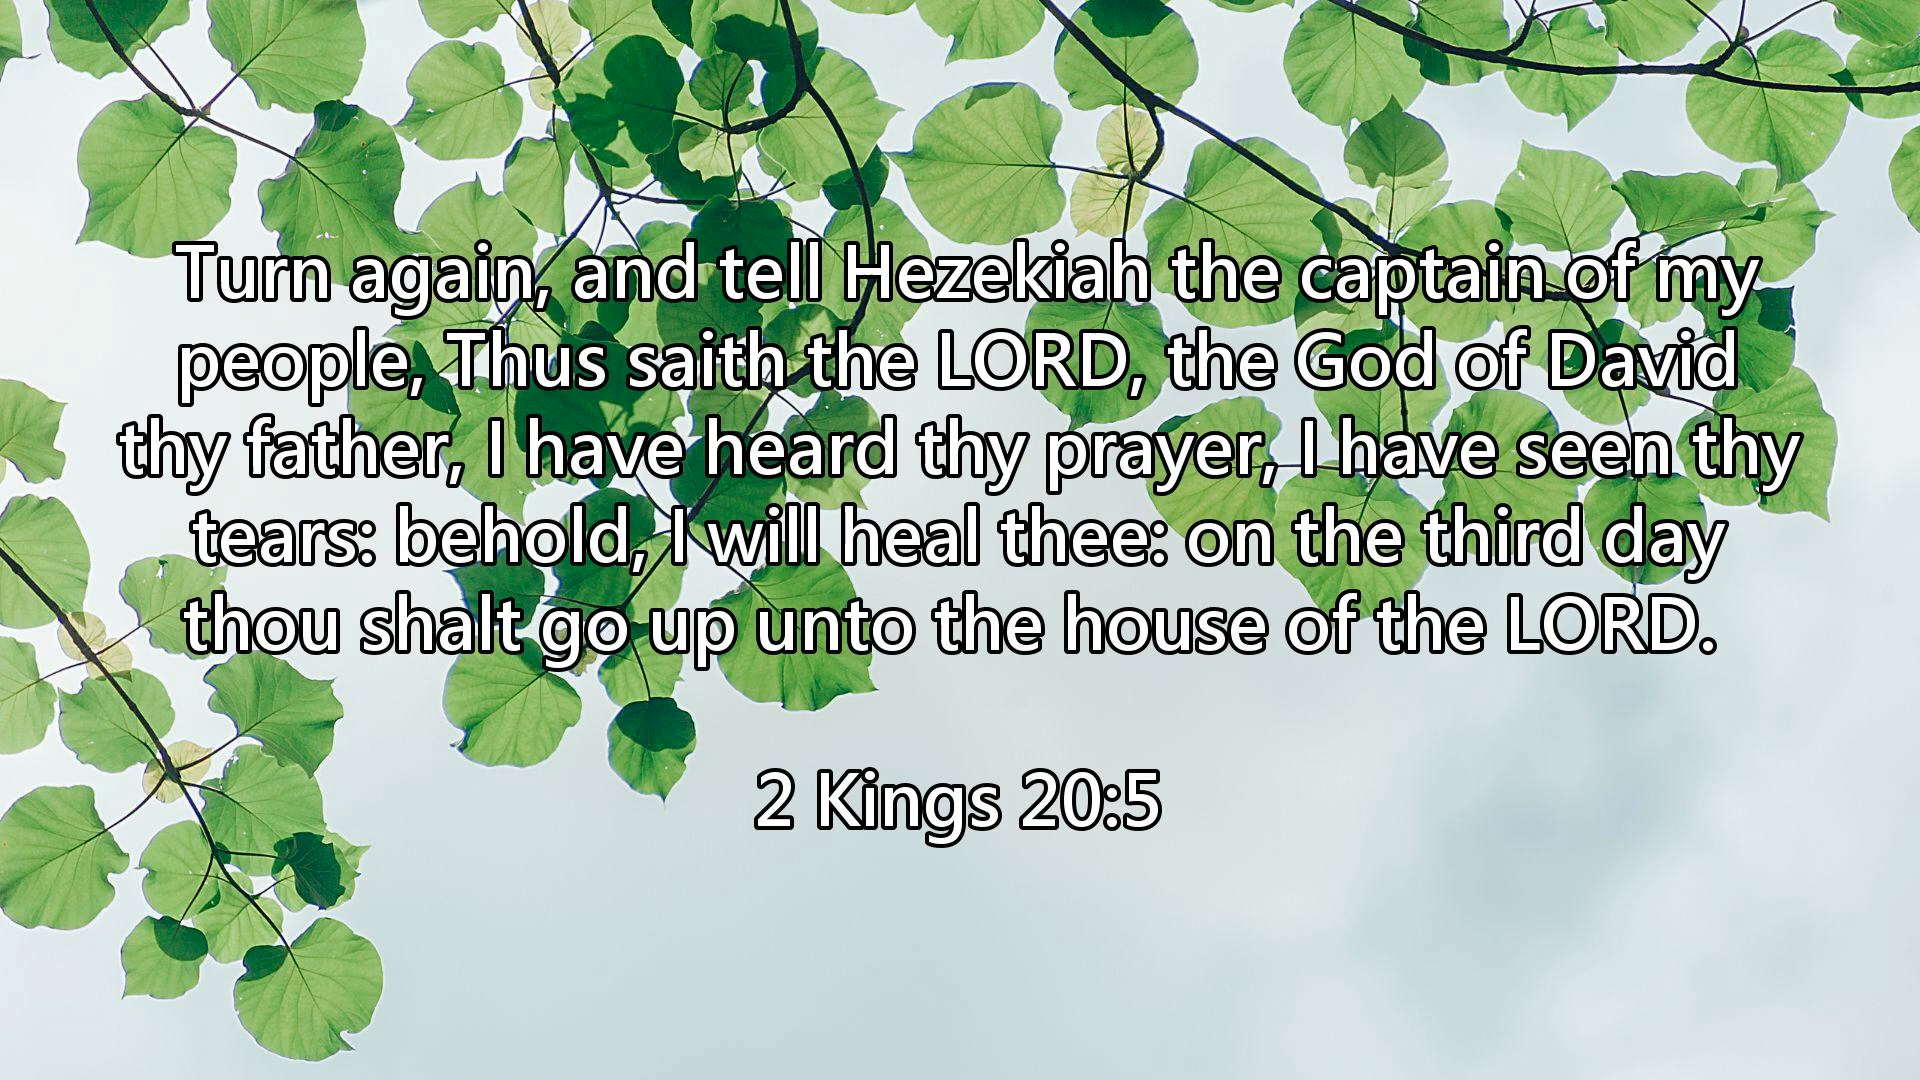 Turn again, and tell Hezekiah the captain of my
people, Thus saith the LORD, the God of David
thy father, I have heard thy prayer, I have seen thy
tears: behold, I will heal thee: on the third day
thou shalt go up unto the house of the LORD.
2 Kings 20:5